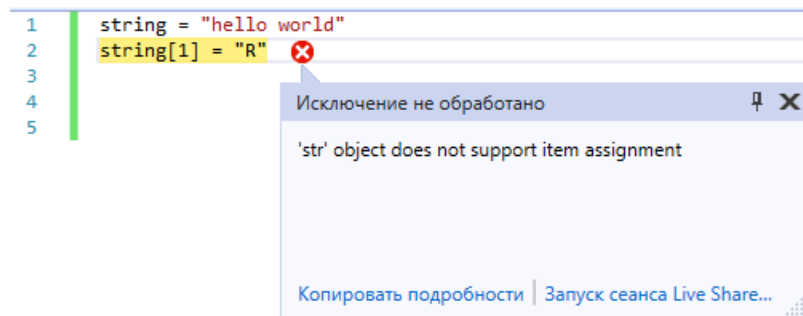 1 string = "hello world"
2 string[1] = "R"
3
4
5
Исключение не обработано
'str' object does not support item assignment
Копировать подробности | Запуск сеанса Live Share...